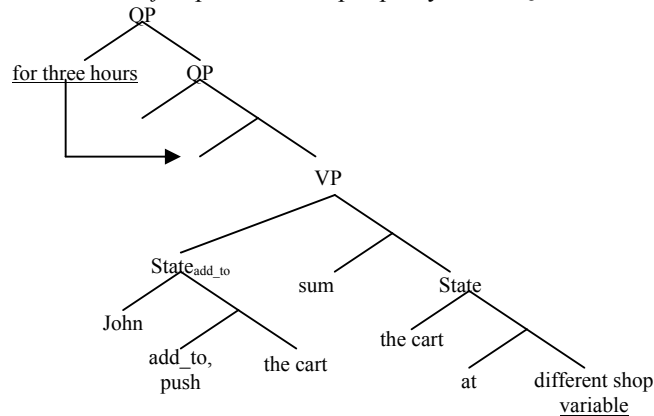 QP
for three hours
QP
VP
State add_to
sum
State
John
the cart
add_to,
push
the cart
at
different shop
variable